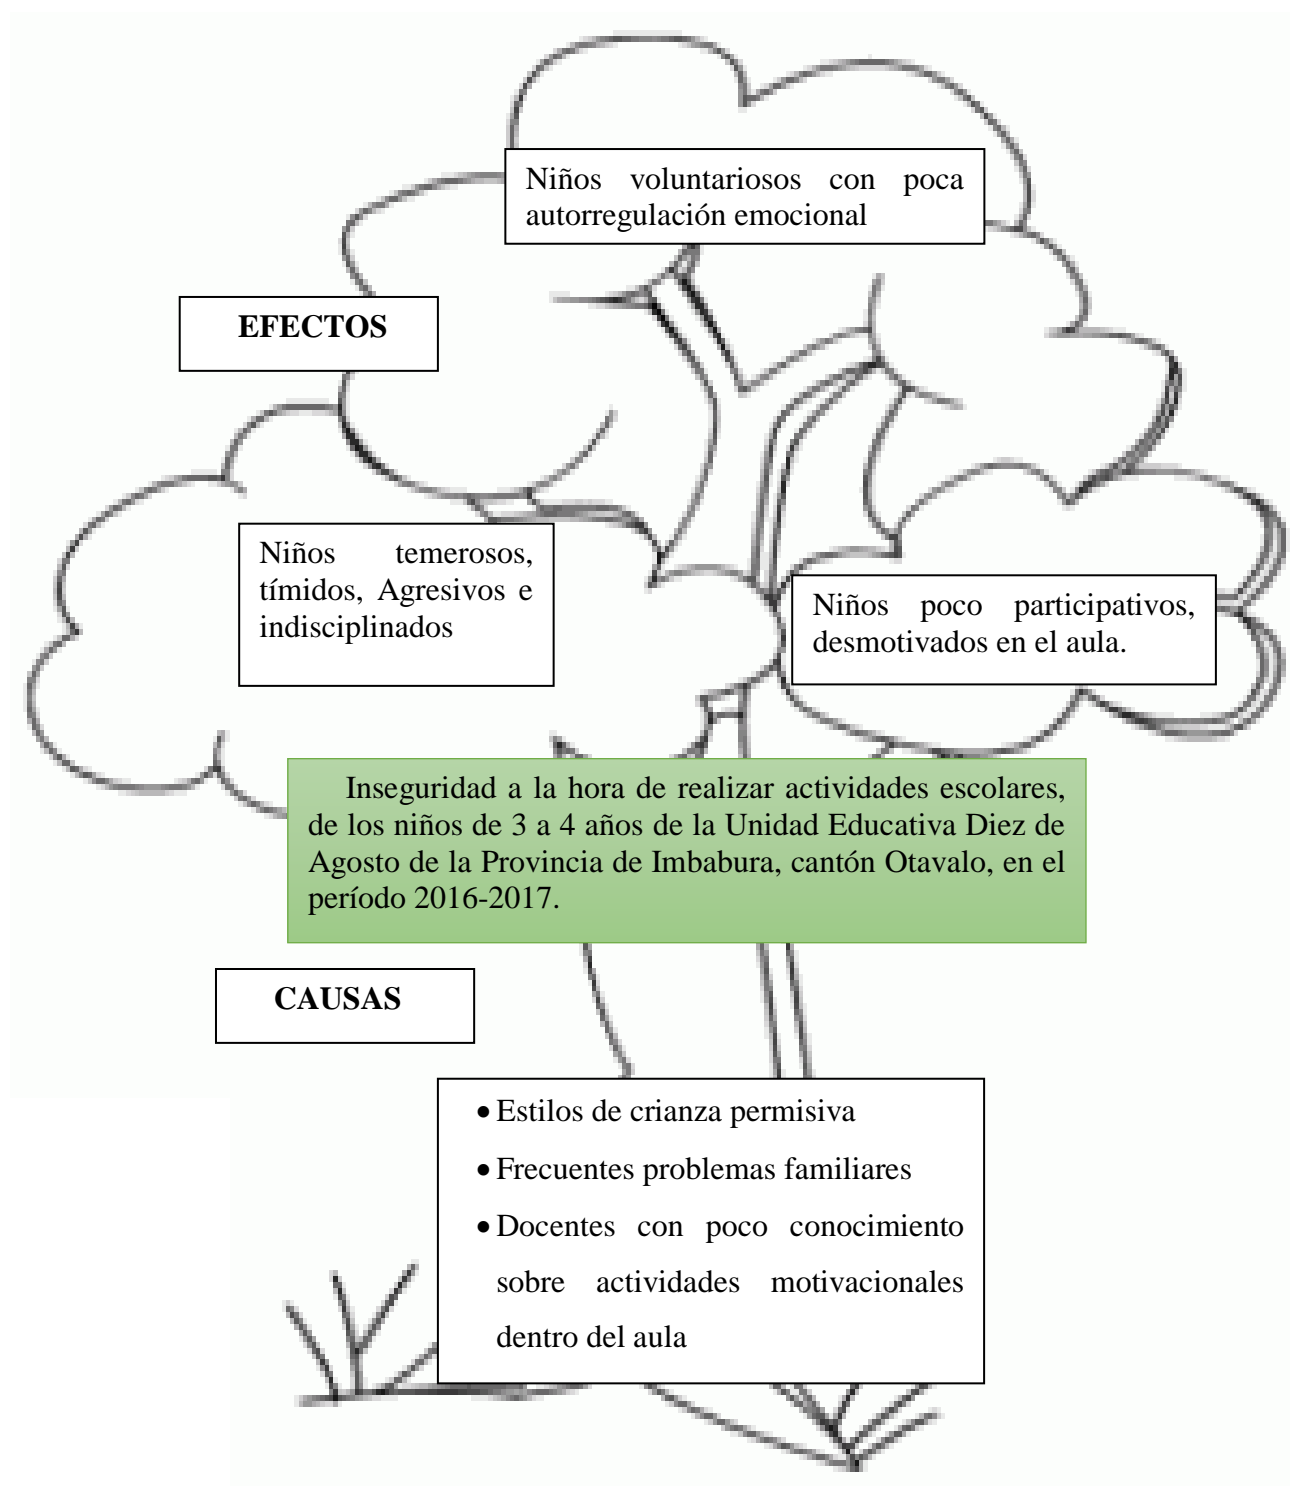 Niños voluntariosos con poca
autorregulación emocional
EFECTOS
Niños temerosos,
tímidos, Agresivos e
indisciplinados
Niños poco participativos,
desmotivados en el aula.
Inseguridad a la hora de realizar actividades escolares,
de los niños de 3 a 4 años de la Unidad Educativa Diez de
Agosto de la Provincia de Imbabura, cantón Otavalo, en el
período 2016-2017.
CAUSAS
• Estilos de crianza permisiva
• Frecuentes problemas familiares
• Docentes con poco conocimiento
sobre actividades motivacionales
dentro del aula